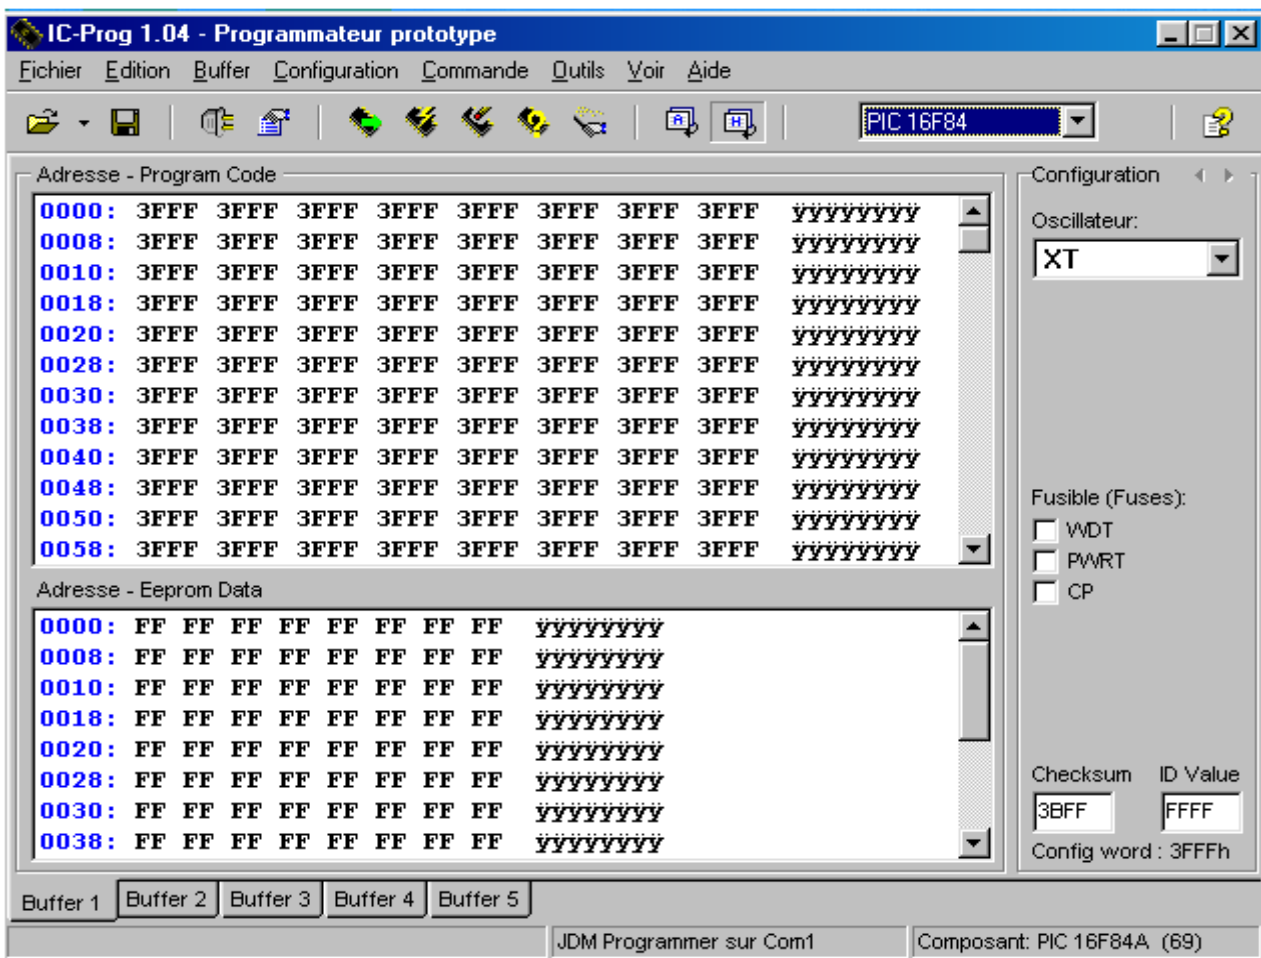 IC-Prog 1.04 - Programmateur prototype
Fichier Edition Buffer Configuration Commande Outils Voir Aide
PIC 16F84
Adresse - Program Code
0000: 3FFF 3FFF 3FFF 3FFF 3FFF 3FFF 3FFF 3FFF ÿÿÿÿÿÿÿÿ
0008: 3FFF 3FFF 3FFF 3FFF 3FFF 3FFF 3FFF 3FFF ÿÿÿÿÿÿÿÿ
0010: 3FFF 3FFF 3FFF 3FFF 3FFF 3FFF 3FFF 3FFF ÿÿÿÿÿÿÿÿ
0018: 3FFF 3FFF 3FFF 3FFF 3FFF 3FFF 3FFF 3FFF ÿÿÿÿÿÿÿÿ
0020: 3FFF 3FFF 3FFF 3FFF 3FFF 3FFF 3FFF 3FFF ÿÿÿÿÿÿÿÿ
0028: 3FFF 3FFF 3FFF 3FFF 3FFF 3FFF 3FFF 3FFF ÿÿÿÿÿÿÿÿ
0030: 3FFF 3FFF 3FFF 3FFF 3FFF 3FFF 3FFF 3FFF ÿÿÿÿÿÿÿÿ
0038: 3FFF 3FFF 3FFF 3FFF 3FFF 3FFF 3FFF 3FFF ÿÿÿÿÿÿÿÿ
0040: 3FFF 3FFF 3FFF 3FFF 3FFF 3FFF 3FFF 3FFF ÿÿÿÿÿÿÿÿ
0048: 3FFF 3FFF 3FFF 3FFF 3FFF 3FFF 3FFF 3FFF ÿÿÿÿÿÿÿÿ
0050: 3FFF 3FFF 3FFF 3FFF 3FFF 3FFF 3FFF 3FFF ÿÿÿÿÿÿÿÿ
0058: 3FFF 3FFF 3FFF 3FFF 3FFF 3FFF 3FFF 3FFF ÿÿÿÿÿÿÿÿ
Adresse - Eeprom Data
0000: FF FF FF FF FF FF FF FF ÿÿÿÿÿÿÿÿ
0008: FF FF FF FF FF FF FF FF ÿÿÿÿÿÿÿÿ
0010: FF FF FF FF FF FF FF FF ÿÿÿÿÿÿÿÿ
0018: FF FF FF FF FF FF FF FF ÿÿÿÿÿÿÿÿ
0020: FF FF FF FF FF FF FF FF ÿÿÿÿÿÿÿÿ
0028: FF FF FF FF FF FF FF FF ÿÿÿÿÿÿÿÿ
0030: FF FF FF FF FF FF FF FF ÿÿÿÿÿÿÿÿ
0038: FF FF FF FF FF FF FF FF ÿÿÿÿÿÿÿÿ
Configuration
Oscillateur:
XT
Fusible (Fuses):
WDT
PWRT
CP
Checksum ID Value
3BFF FFFF
Config word : 3FFFh
Buffer 1 Buffer 2 Buffer 3 Buffer 4 Buffer 5
JDM Programmer sur Com1 Composant: PIC 16F84A (69)